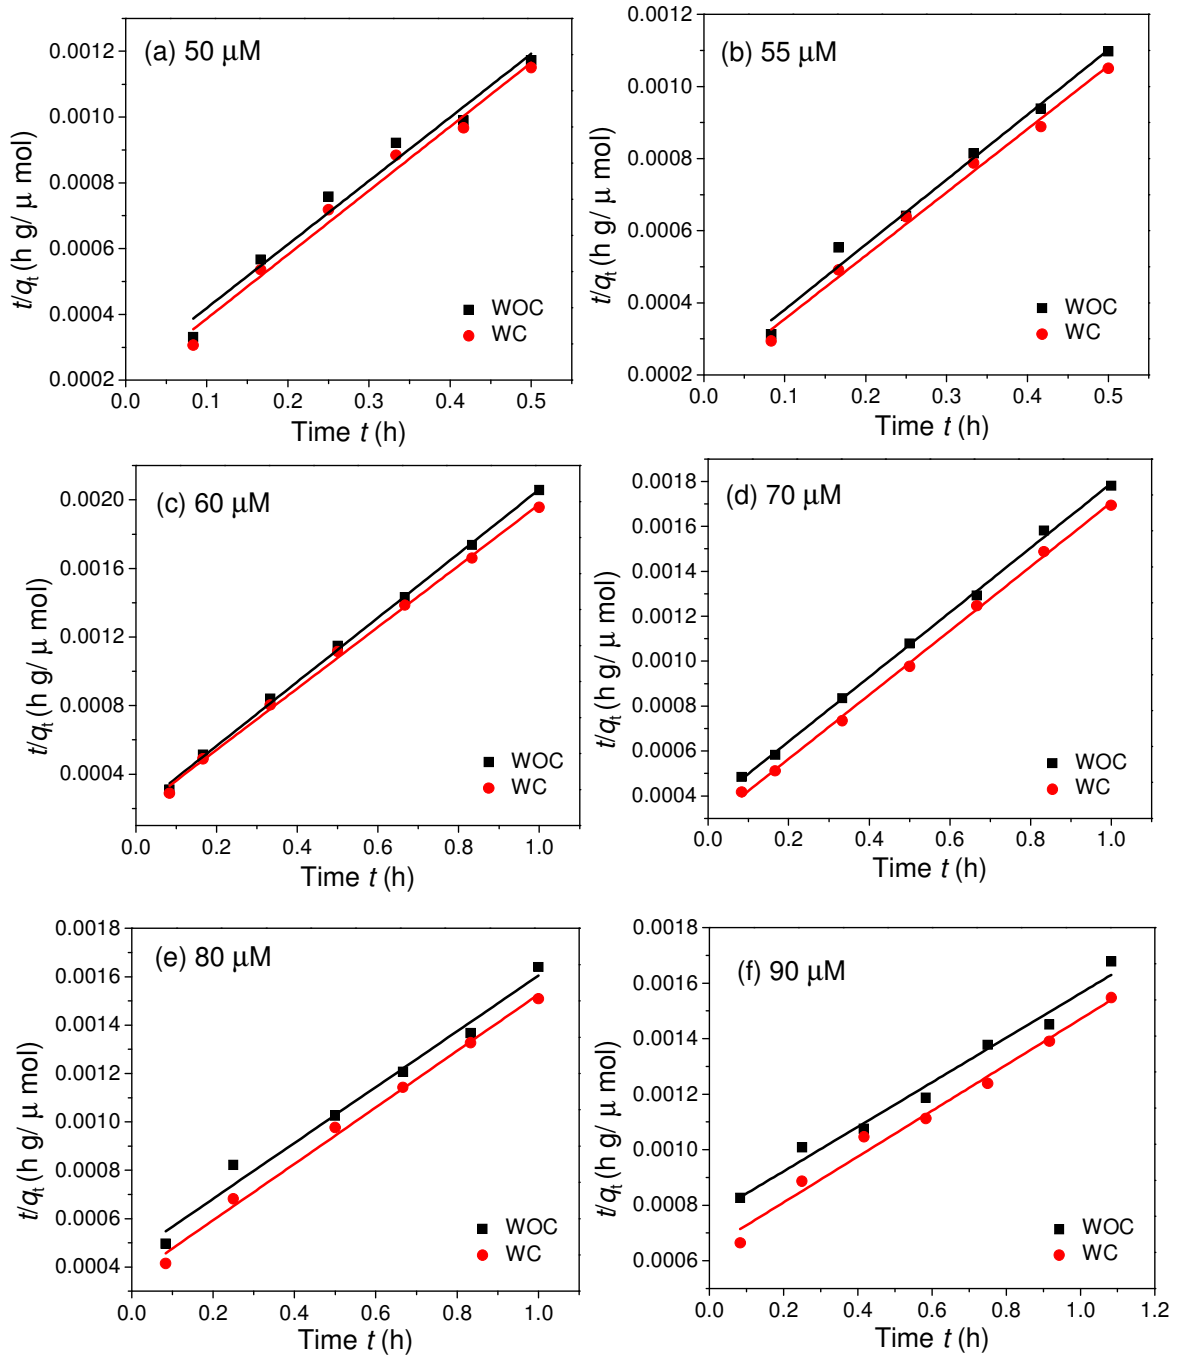 (a) 50 μM
t/qt (h g/ μ mol)
0.0012
0.0010
0.0008
0.0006
0.0004
0.0002
WOC
WC
0.0 0.1 0.2 0.3 0.4 0.5
Time t (h)
(b) 55 μM
t/qt (h g/ μ mol)
0.0012
0.0010
0.0008
0.0006
0.0004
0.0002
WOC
WC
0.0 0.1 0.2 0.3 0.4 0.5
Time t (h)
(c) 60 μM
t/qt (h g/ μ mol)
0.0020
0.0016
0.0012
0.0008
0.0004
WOC
WC
0.0 0.2 0.4 0.6 0.8 1.0
Time t (h)
(d) 70 μM
t/qt (h g/ μ mol)
0.0018
0.0016
0.0014
0.0012
0.0010
0.0008
0.0006
0.0004
WOC
WC
0.0 0.2 0.4 0.6 0.8 1.0
Time t (h)
(e) 80 μM
t/qt (h g/ μ mol)
0.0018
0.0016
0.0014
0.0012
0.0010
0.0008
0.0006
0.0004
WOC
WC
0.0 0.2 0.4 0.6 0.8 1.0
Time t (h)
(f) 90 μM
t/qt (h g/ μ mol)
0.0018
0.0016
0.0014
0.0012
0.0010
0.0008
0.0006
WOC
WC
0.0 0.2 0.4 0.6 0.8 1.0 1.2
Time t (h)